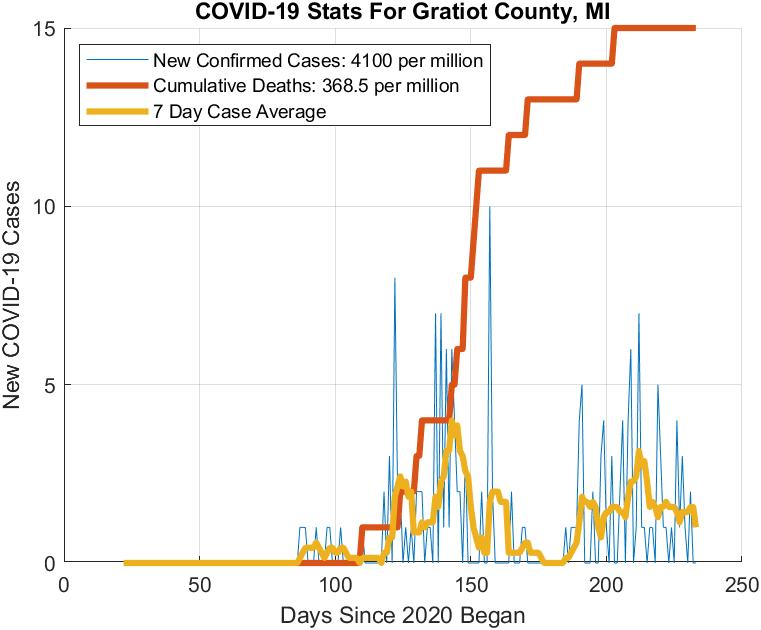 COVID-19 Stats For Gratiot County, MI
New Confirmed Cases: 4100 per million
Cumulative Deaths: 368.5 per million
7 Day Case Average
New COVID-19 Cases
15
10
5
0
0 50 100 150 200 250
Days Since 2020 Began